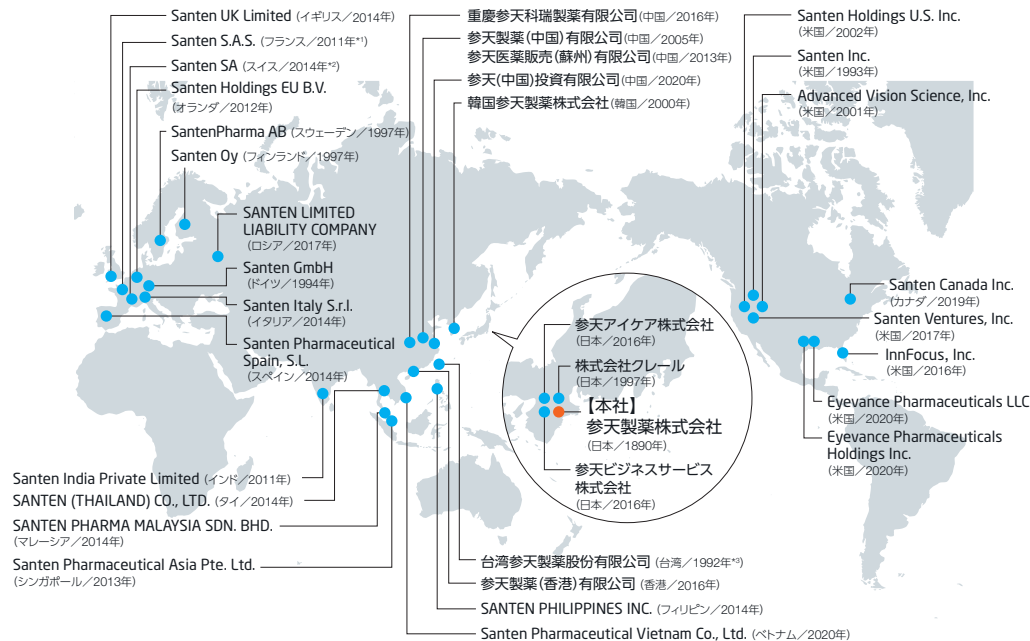 Santen UK Limited (イギリス／2014年)
Santen S.A.S. (フランス／2011年*1)
Santen SA (スイス／2014年*2)
Santen Holdings EU B.V.
(オランダ／2012年)
SantenPharma AB (スウェーデン／1997年)
Santen Oy (フィンランド／1997年)
SANTEN LIMITED
LIABILITY COMPANY
(ロシア／2017年)
Santen GmbH
(ドイツ／1994年)
Santen Italy S.r.l.
(イタリア／2014年)
Santen Pharmaceutical
Spain, S.L.
(スペイン／2014年)
重慶参天科瑞製薬有限公司(中国／2016年)
参天製薬(中国)有限公司(中国／2005年)
参天医薬販売(蘇州)有限公司(中国／2013年)
参天(中国)投資有限公司(中国／2020年)
韓国参天製薬株式会社(韓国／2000年)
Santen Holdings U.S. Inc.
(米国／2002年)
Santen Inc.
(米国／1993年)
Advanced Vision Science, Inc.
(米国／2001年)
Santen Canada Inc.
(カナダ／2019年)
Santen Ventures, Inc.
(米国／2017年)
InnFocus, Inc.
(米国／2016年)
Eyevance Pharmaceuticals LLC
(米国／2020年)
Eyevance Pharmaceuticals
Holdings Inc.
(米国／2020年)
参天アイケア株式会社
(日本／2016年)
株式会社クレール
(日本／1997年)
【本社】
参天製薬株式会社
(日本／1890年)
参天ビジネスサービス
株式会社
(日本／2016年)
Santen India Private Limited (インド／2011年)
SANTEN (THAILAND) CO., LTD. (タイ／2014年)
SANTEN PHARMA MALAYSIA SDN. BHD.
(マレーシア／2014年)
Santen Pharmaceutical Asia Pte. Ltd.
(シンガポール／2013年)
台湾参天製薬股份有限公司 (台湾／1992年*3)
参天製薬(香港)有限公司 (香港／2016年)
SANTEN PHILIPPINES INC. (フィリピン／2014年)
Santen Pharmaceutical Vietnam Co., Ltd. (ベトナム／2020年)